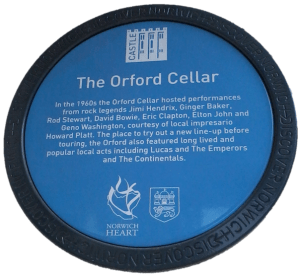 CASTLE
The Orford Cellar
In the 1960s the Orford Cellar hosted performances
from rock legends Jimi Hendrix, Ginger Baker,
Rod Stewart, David Bowie, Eric Clapton, Elton John and
Geno Washington, courtesy of local impresario
Howard Platt. The place to try out a new line-up before
touring, the Orford also featured long lived and
popular local acts including Lucas and The Emperors
and The Continentals.
NORWICH
HEART